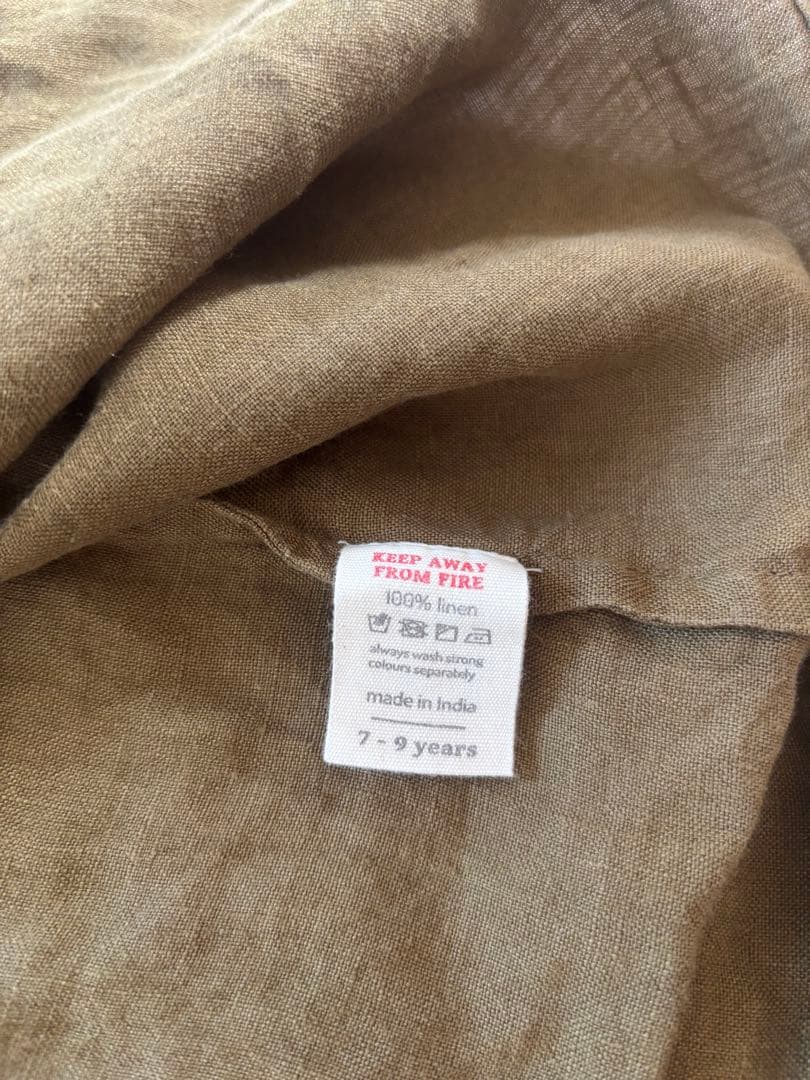 KEEP AWAY
FROM FIRE
100% linen
always wash strong
colours separately
made in India
7 - 9 years